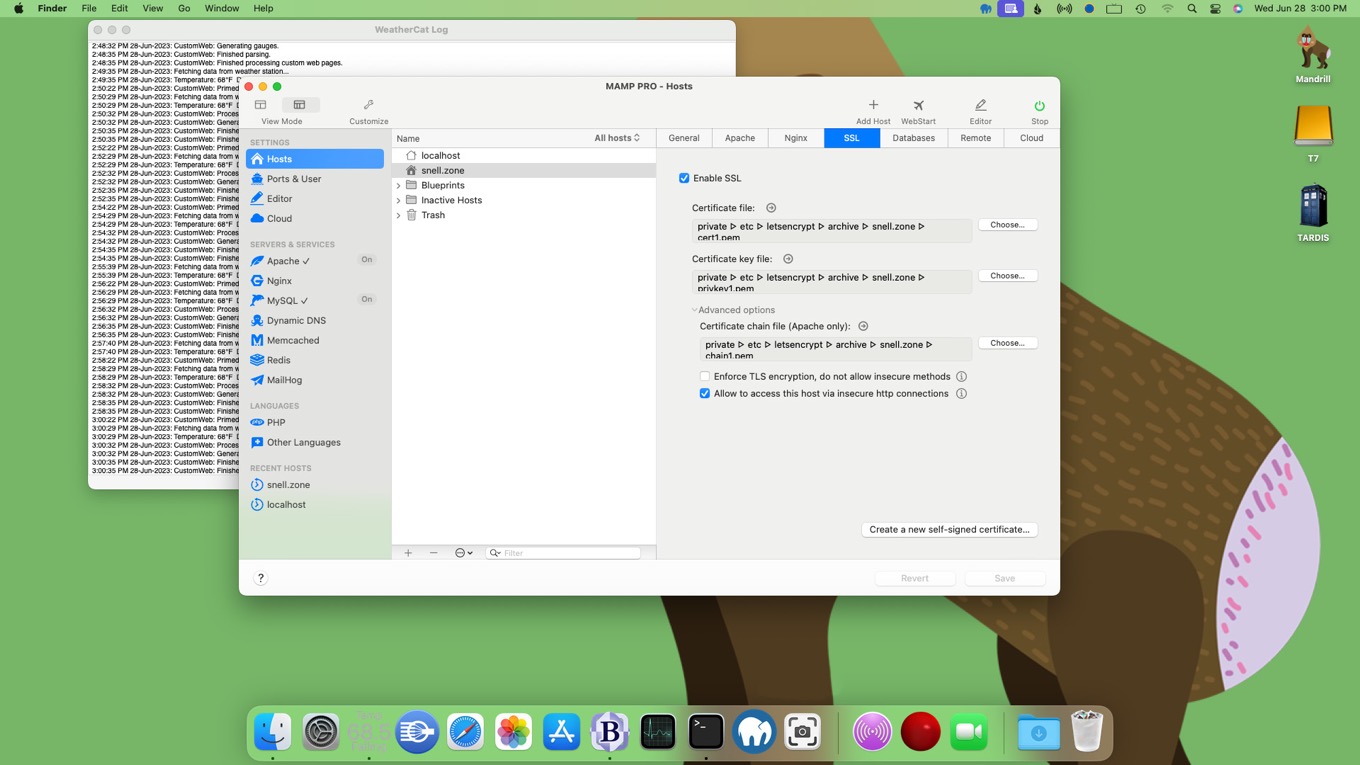 Finder File Edit View Go Window Help
Wed Jun 28 3:00 PM
WeatherCat Log
2:48:32 PM 28-Jun-2023: CustomWeb: Generating gauges.
2:48:35 PM 28-Jun-2023: CustomWeb: Finished parsing.
2:48:35 PM 28-Jun-2023: CustomWeb: Finished processing custom web pages.
2:49:35 PM 28-Jun-2023: Fetching data from weather station...
2:49:35 PM 28-Jun-2023: Temperature: 68°F
2:50:22 PM 28-Jun-2023: CustomWeb: Primed
2:50:29 PM 28-Jun-2023: Fetching data from w
2:50:29 PM 28-Jun-2023: Temperature: 68°F D
2:50:32 PM 28-Jun-2023: CustomWeb: Proces
2:50:32 PM 28-Jun-2023: CustomWeb: Genera
2:50:35 PM 28-Jun-2023: CustomWeb: Finishe
2:50:35 PM 28-Jun-2023: CustomWeb: Finishe
2:52:22 PM 28-Jun-2023: CustomWeb: Primed
2:52:29 PM 28-Jun-2023: Fetching data from w
2:52:29 PM 28-Jun-2023: Temperature: 68°F D
2:52:32 PM 28-Jun-2023: CustomWeb: Proces
2:52:32 PM 28-Jun-2023: CustomWeb: Genera
2:52:35 PM 28-Jun-2023: CustomWeb: Finishe
2:52:35 PM 28-Jun-2023: CustomWeb: Finishe
2:54:22 PM 28-Jun-2023: CustomWeb: Primed
2:54:29 PM 28-Jun-2023: Fetching data from w
2:54:29 PM 28-Jun-2023: Temperature: 68°F D
2:54:32 PM 28-Jun-2023: CustomWeb: Proces
2:54:32 PM 28-Jun-2023: CustomWeb: Genera
2:54:35 PM 28-Jun-2023: CustomWeb: Finishe
2:54:35 PM 28-Jun-2023: CustomWeb: Finishe
2:55:39 PM 28-Jun-2023: Fetching data from w
2:55:39 PM 28-Jun-2023: Temperature: 68°F D
2:56:22 PM 28-Jun-2023: CustomWeb: Primed
2:56:29 PM 28-Jun-2023: Fetching data from w
2:56:29 PM 28-Jun-2023: Temperature: 68°F D
2:56:32 PM 28-Jun-2023: CustomWeb: Proces
2:56:32 PM 28-Jun-2023: CustomWeb: Genera
2:56:35 PM 28-Jun-2023: CustomWeb: Finishe
2:56:35 PM 28-Jun-2023: CustomWeb: Finishe
2:57:40 PM 28-Jun-2023: Fetching data from w
2:57:40 PM 28-Jun-2023: Temperature: 68°F D
2:58:22 PM 28-Jun-2023: CustomWeb: Primed
2:58:29 PM 28-Jun-2023: Fetching data from w
2:58:29 PM 28-Jun-2023: Temperature: 68°F D
2:58:32 PM 28-Jun-2023: CustomWeb: Proces
2:58:32 PM 28-Jun-2023: CustomWeb: Genera
2:58:35 PM 28-Jun-2023: CustomWeb: Finishe
2:58:35 PM 28-Jun-2023: CustomWeb: Finishe
3:00:22 PM 28-Jun-2023: CustomWeb: Primed
3:00:29 PM 28-Jun-2023: Fetching data from w
3:00:29 PM 28-Jun-2023: Temperature: 68°F D
3:00:32 PM 28-Jun-2023: CustomWeb: Proces
3:00:32 PM 28-Jun-2023: CustomWeb: Genera
3:00:35 PM 28-Jun-2023: CustomWeb: Finishe
3:00:35 PM 28-Jun-2023: CustomWeb: Finishe
MAMP PRO - Hosts
View Mode
Customize
Add Host
WebStart
Editor
Stop
SETTINGS
Hosts
Ports & User
Editor
Cloud
SERVERS & SERVICES
Apache ✓ On
Nginx
MySQL ✓ On
Dynamic DNS
Memcached
Redis
MailHog
LANGUAGES
php PHP
Other Languages
RECENT HOSTS
snell.zone
localhost
Name All hosts
localhost
snell.zone
Blueprints
Inactive Hosts
Trash
Filter
General Apache Nginx SSL Databases Remote Cloud
Enable SSL
Certificate file:
private ▹ etc ▹ letsencrypt ▹ archive ▹ snell.zone ▹
cert1.pem
Choose...
Certificate key file:
private ▹ etc ▹ letsencrypt ▹ archive ▹ snell.zone ▹
privkey1.pem
Choose...
Advanced options
Certificate chain file (Apache only):
private ▹ etc ▹ letsencrypt ▹ archive ▹ snell.zone ▹
chain1.pem
Choose...
Enforce TLS encryption, do not allow insecure methods
Allow to access this host via insecure http connections
Create a new self-signed certificate...
?
Revert
Save
Mandrill
T7
TARDIS
68.5
Falling
B